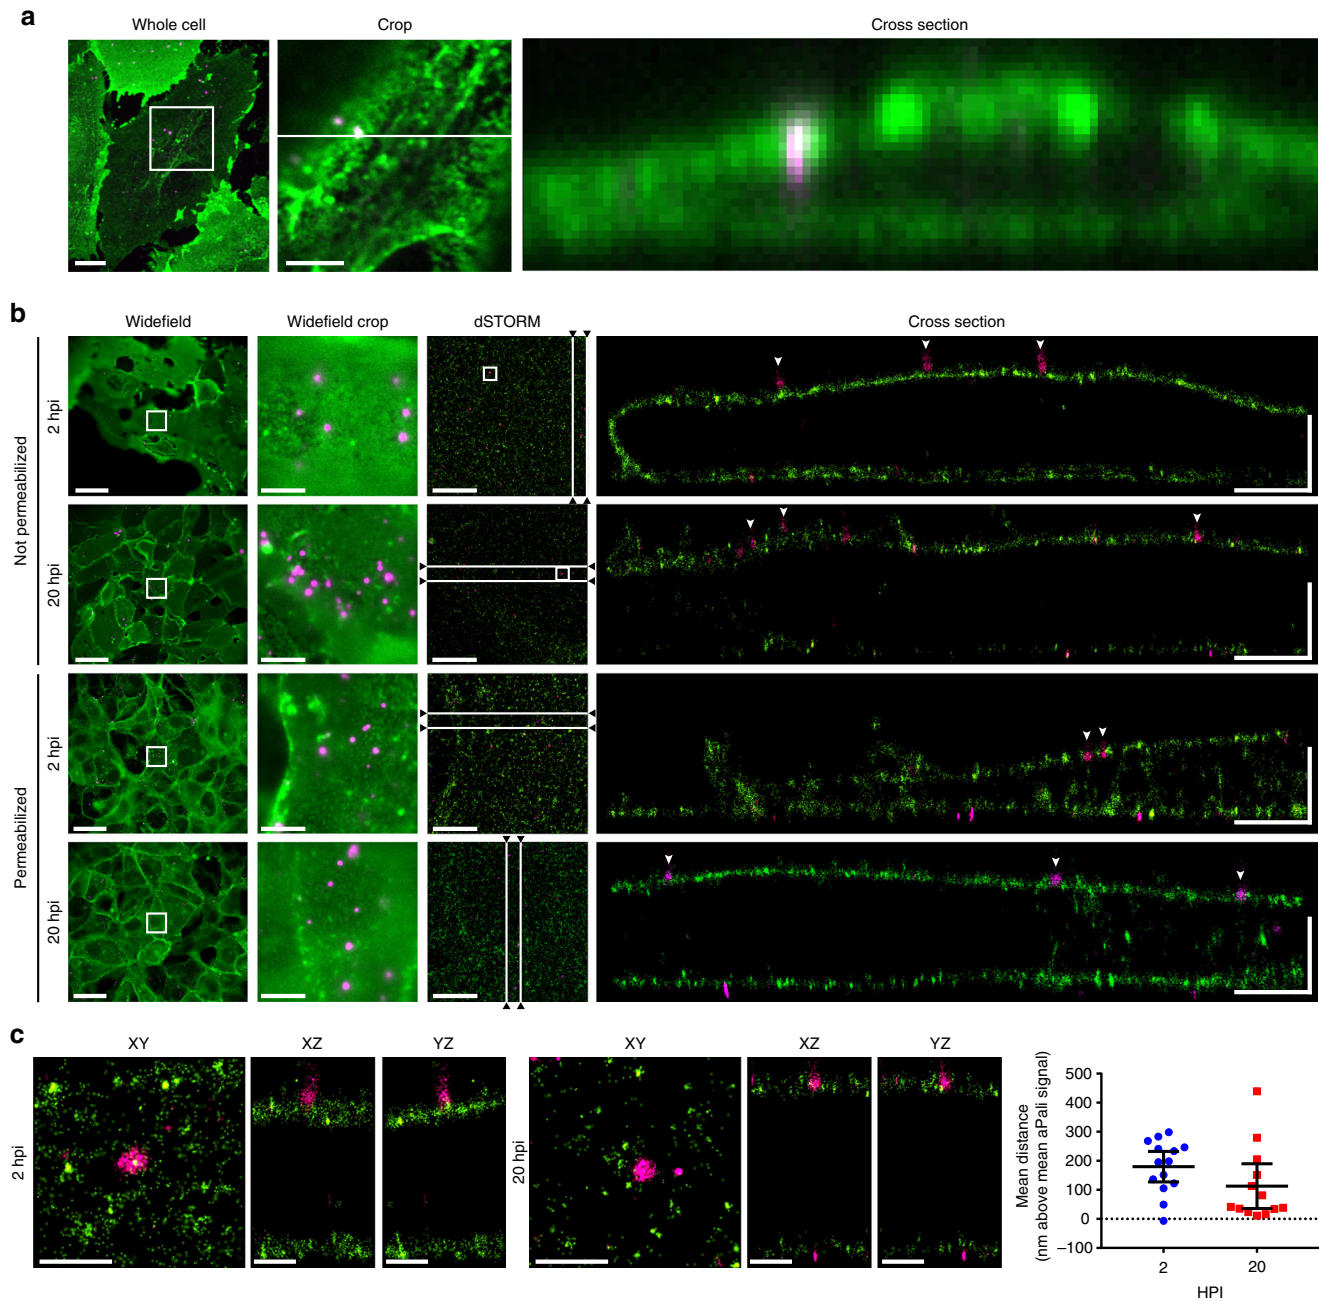 a
Whole cell
Crop
Cross section
b
Widefield
Widefield crop
dSTORM
Cross section
Not permeabilized
2 hpi
20 hpi
Permeabilized
2 hpi
20 hpi
c
XY
XZ
YZ
2 hpi
XY
XZ
YZ
20 hpi
Mean distance
(nm above mean aPali signal)
500
400
300
200
100
0
–100
2
20
HPI